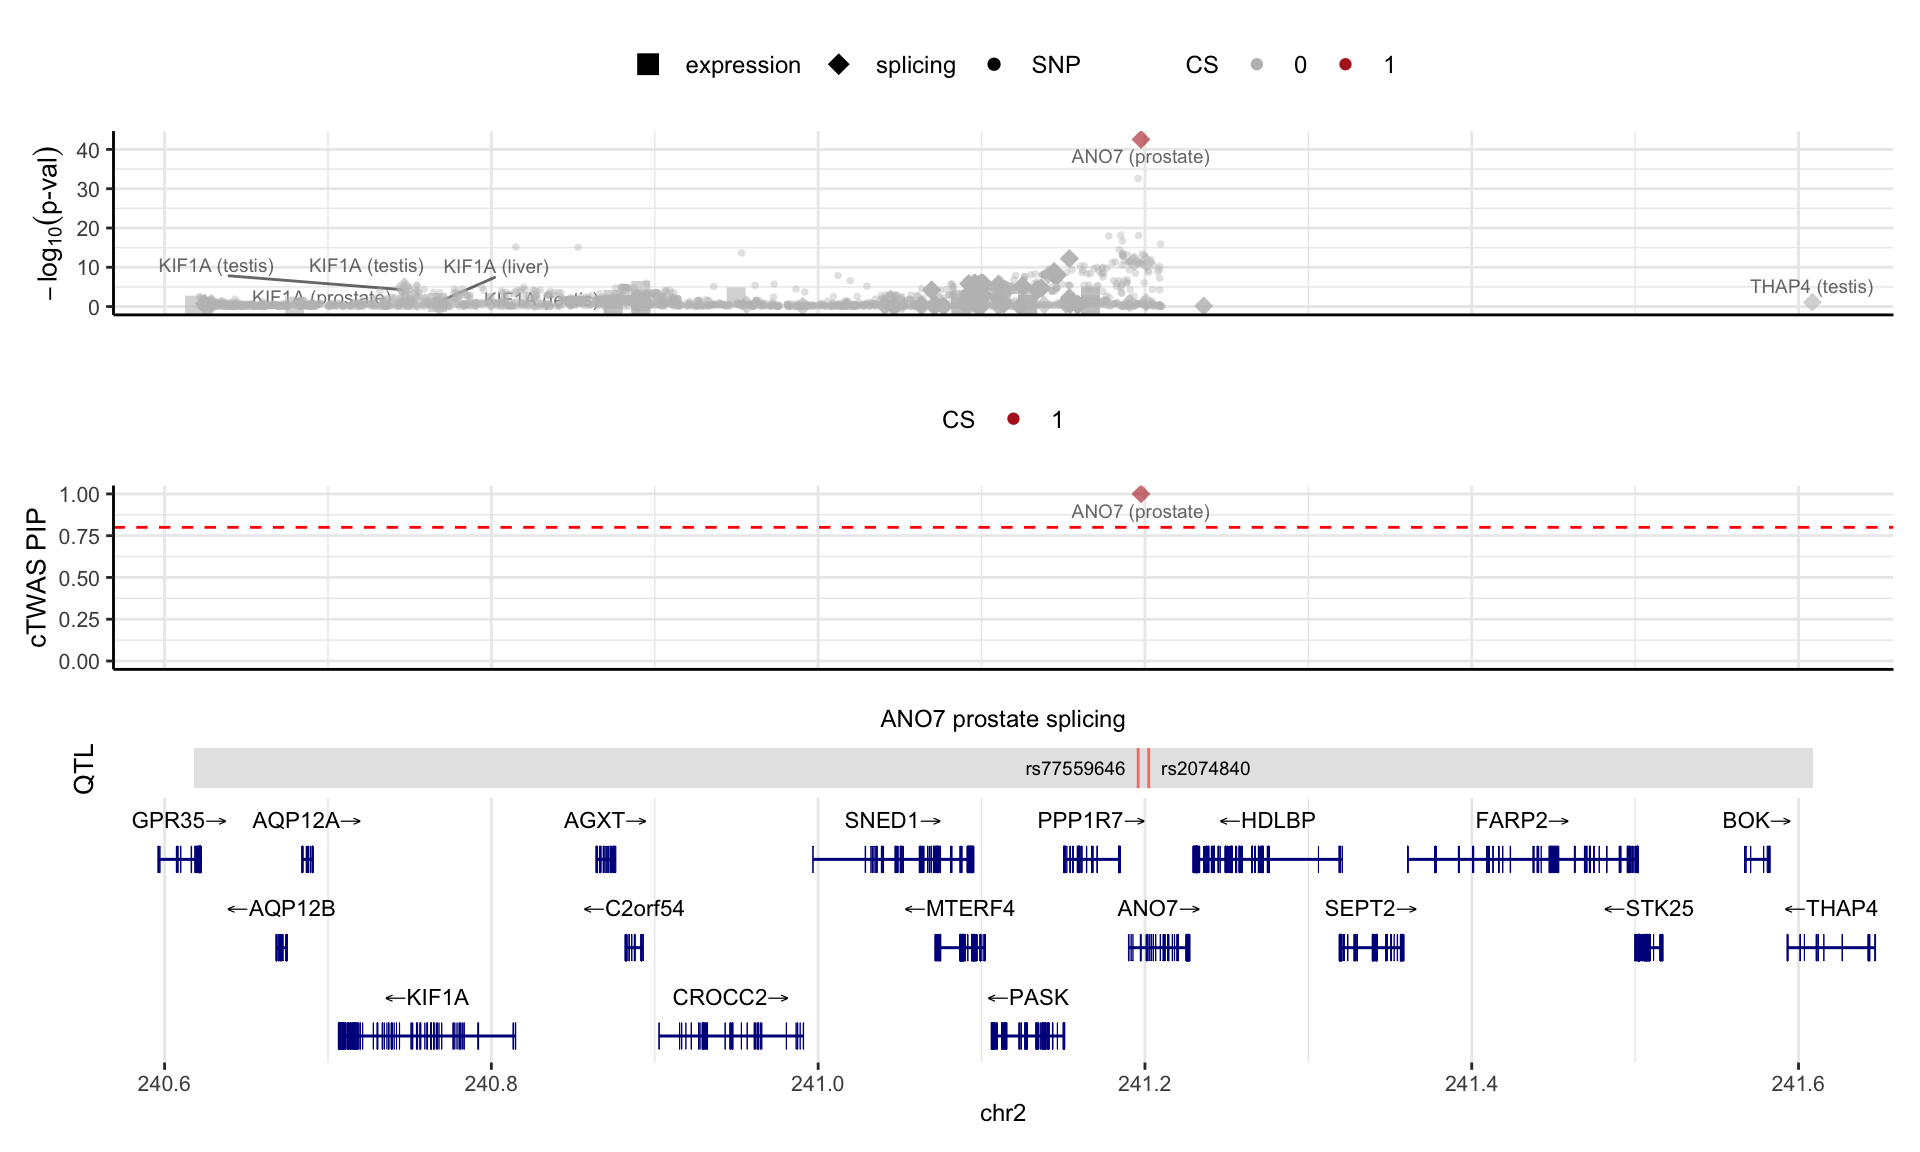 expression splicing SNP CS 0 1
− log10(p-val)
40
30
20
10
0
ANO7 (prostate)
KIF1A (testis) KIF1A (testis) KIF1A (liver)
KIF1A (prostate) KIF1A (testis)
THAP4 (testis)
CS 1
cTWAS PIP
1.00
0.75
0.50
0.25
0.00
ANO7 (prostate)
ANO7 prostate splicing
QTL
rs77559646 rs2074840
GPR35→ AQP12A→ AGXT→ SNED1→ PPP1R7→ ←HDLBP FARP2→ BOK→
←AQP12B ←C2orf54 ←MTERF4 ANO7→ SEPT2→ ←STK25 ←THAP4
←KIF1A CROCC2→ ←PASK
240.6 240.8 241.0 241.2 241.4 241.6
chr2